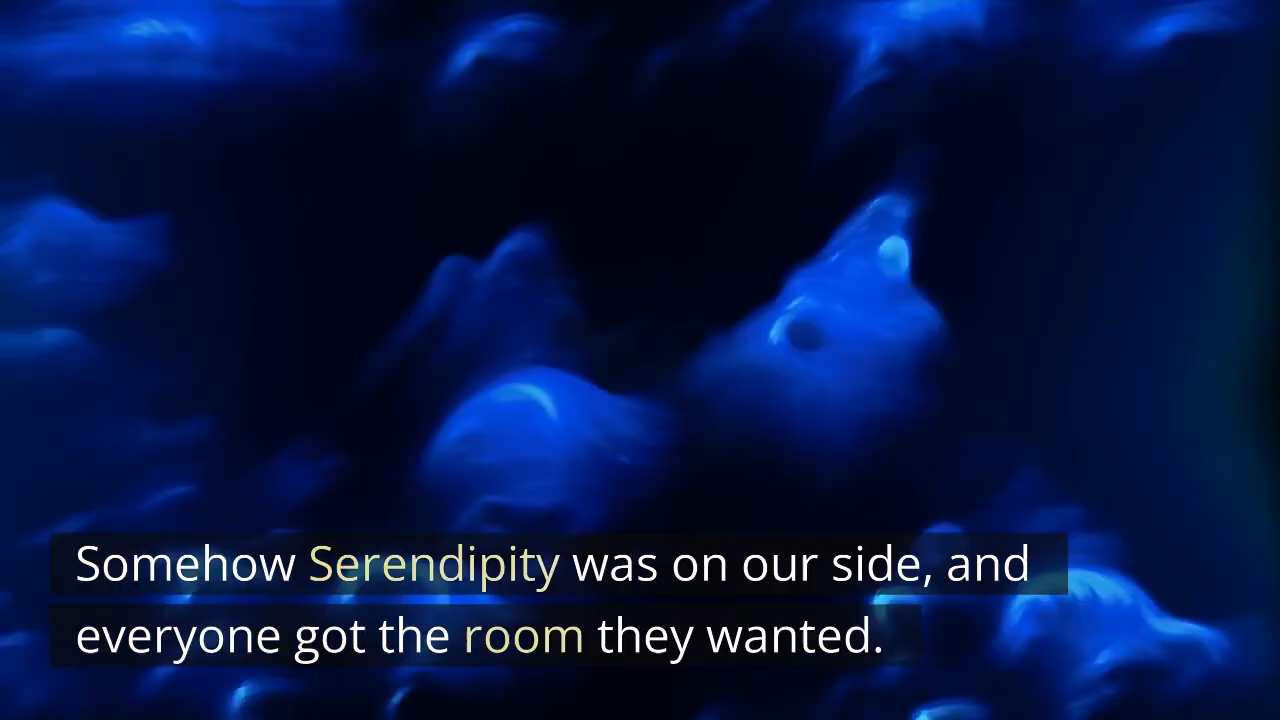 Somehow Serendipity was on our side, and
everyone got the room they wanted.